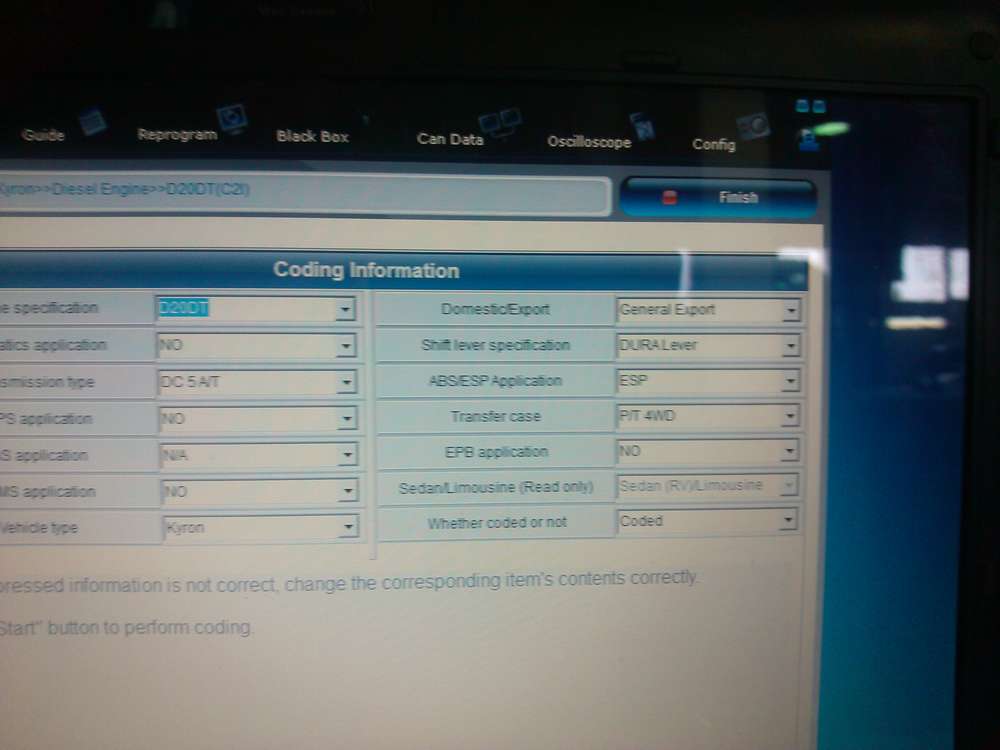 Guide Reprogram Black Box Can Data Oscilloscope Config
Kyron>>Diesel Engine>>D20DT(C2I) Finish
Coding Information
e specification D20DT Domestic/Export General Export
atics application NO Shift lever specification DURA Lever
smission type DC 5 A/T ABS/ESP Application ESP
PS application NO Transfer case P/T 4WD
S application N/A EPB application NO
MS application NO Sedan/Limousine (Read only) Sedan (RV)/Limousine
Vehicle type Kyron Whether coded or not Coded
pressed information is not correct, change the corresponding item's contents correctly.
Start" button to perform coding.